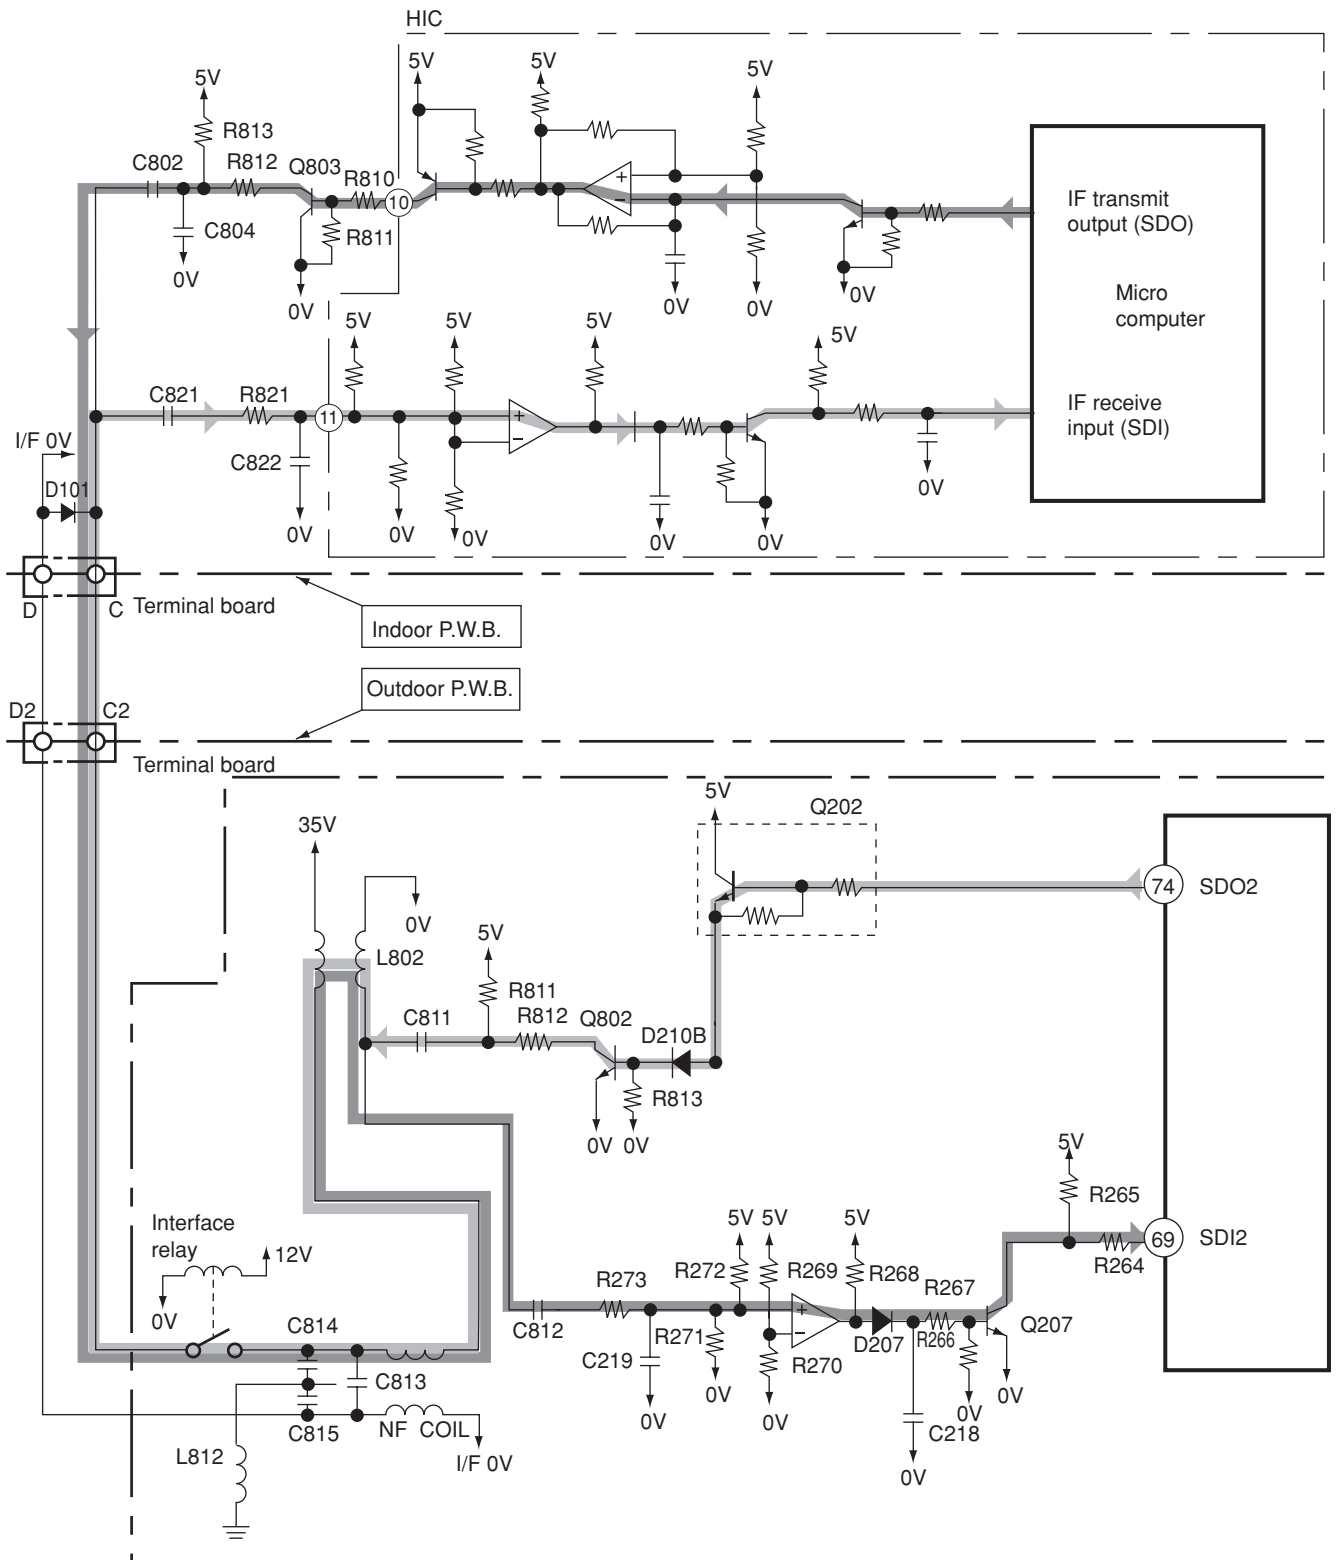 HIC
5V
5V
5V
5V
R813
C802
R812
Q803
R810
10
R811
C804
0V
0V
+
−
0V
0V
0V
IF transmit
output (SDO)
Micro
computer
IF receive
input (SDI)
5V
5V
5V
5V
C821
R821
11
+
−
I/F 0V
C822
D101
0V
0V
0V
0V
0V
0V
D
C
Terminal board
Indoor P.W.B.
Outdoor P.W.B.
D2
C2
Terminal board
5V
Q202
35V
74
SDO2
0V
L802
5V
R811
C811
R812
Q802
D210B
R813
0V
0V
5V
R265
69
SDI2
R264
Interface
relay
12V
0V
5V
5V
5V
R273
R272
R269
R268
R267
C812
R271
+
−
D207
R266
Q207
C219
R270
C814
C813
0V
0V
0V
0V
0V
C218
C815
NF COIL
L812
I/F 0V
0V